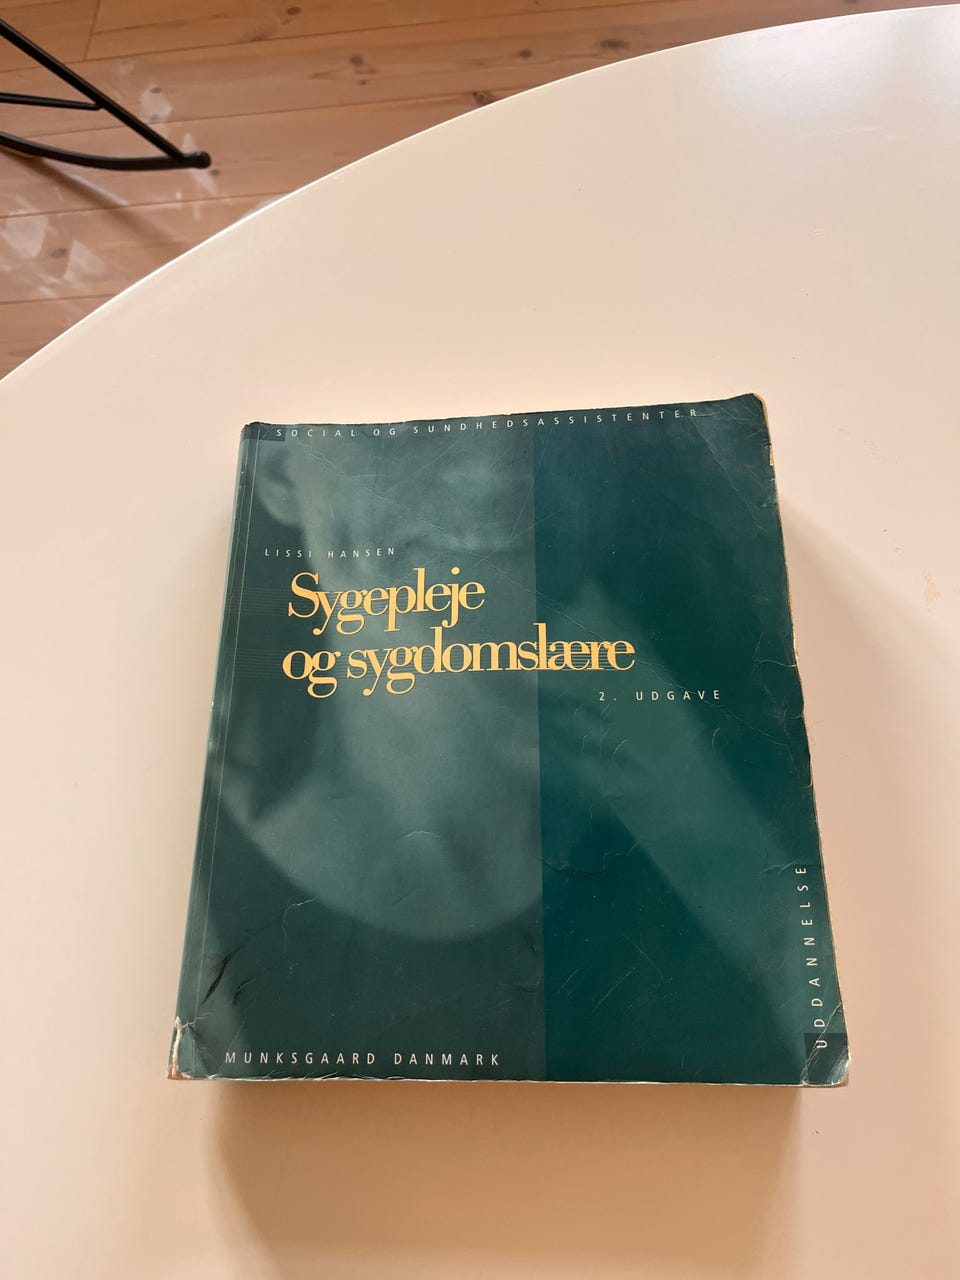 SOCIAL OG SUNDHEDSASSISTENTER
LISSI HANSEN
Sygepleje
og sygdomslære
2. UDGAVE
UDDANNELSE
MUNKSGAARD DANMARK